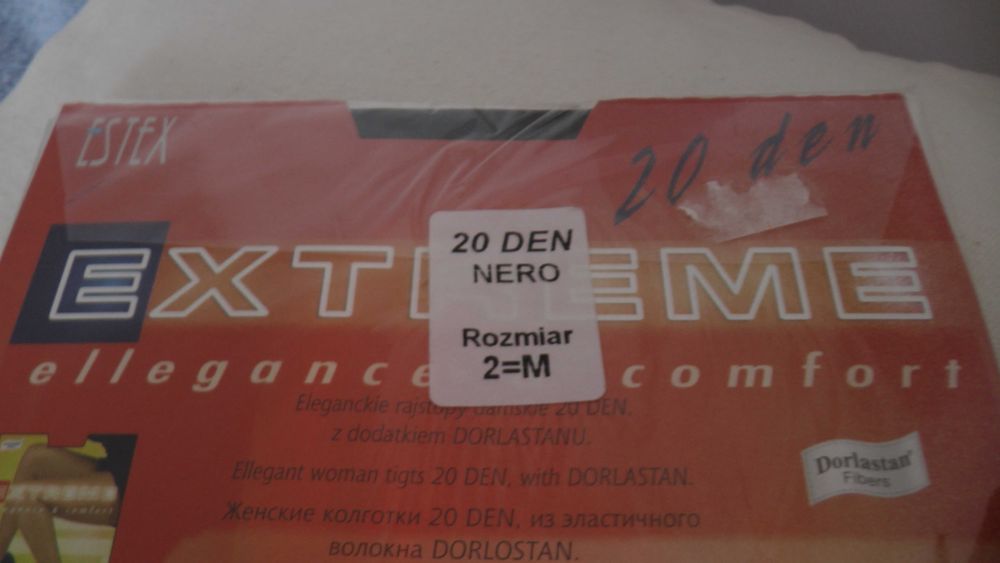 ESTEX
20 den
20 DEN
NERO
Rozmiar
2=M
EXTREME
ellegance comfort
Eleganckie rajstopy damskie 20 DEN.
z dodatkiem DORLASTANU.
Ellegant woman tigts 20 DEN, with DORLASTAN.
Женские колготки 20 DEN, из эластичного
волокна DORLOSTAN.
Dorlastan
Fibers
EXTREME